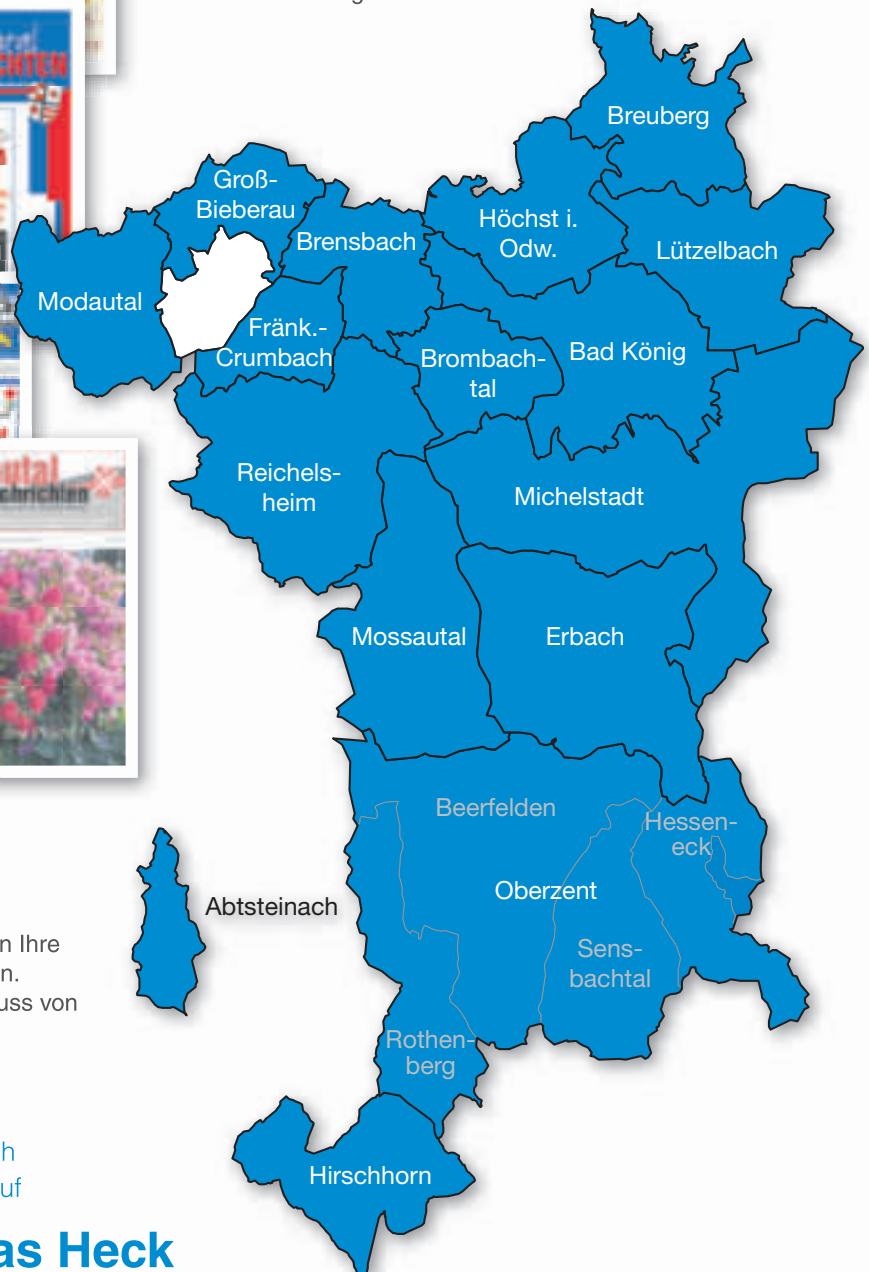 Breuberg
Groß-
Bieberau
Höchst i.
Odw.
Brensbach
Lützelbach
Modautal
Fränk.-
Crumbach
Brombach-
tal
Bad König
Reichels-
heim
Michelstadt
Mossautal
Erbach
Beerfelden
Hessen-
eck
Oberzent
Abtsteinach
Sens-
bachtal
Rothen-
berg
Hirschhorn
n Ihre
n.
uss von
h
uf
as Heck